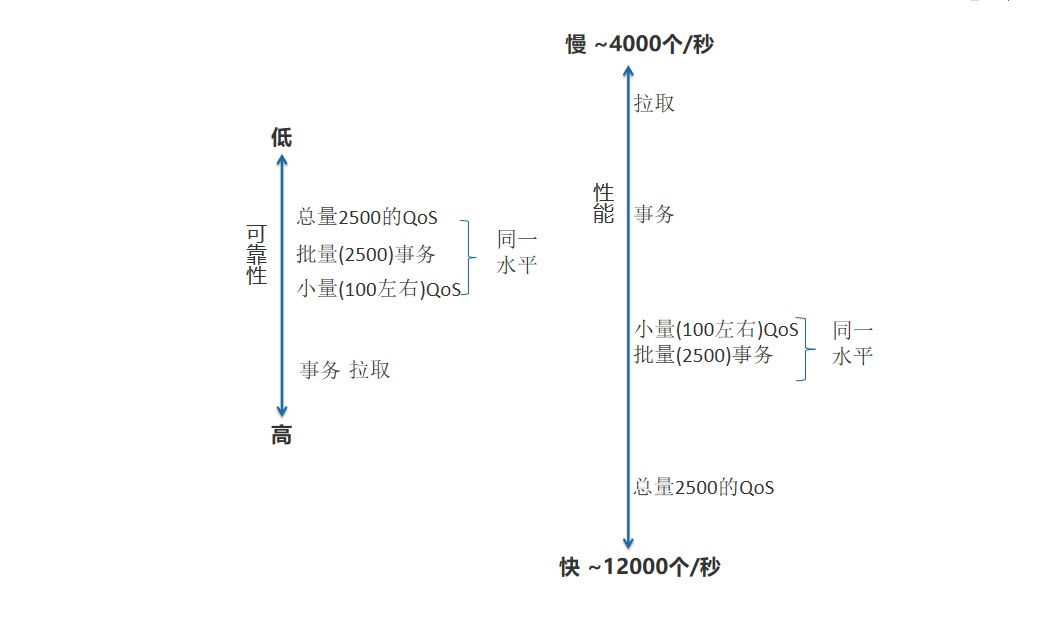 低
可靠性
总量2500的QoS
批量(2500)事务
小量(100左右)QoS
同一
水平
事务 拉取
高
慢 ~4000个/秒
拉取
性能
事务
小量(100左右)QoS
批量(2500)事务
同一
水平
总量2500的QoS
快 ~12000个/秒